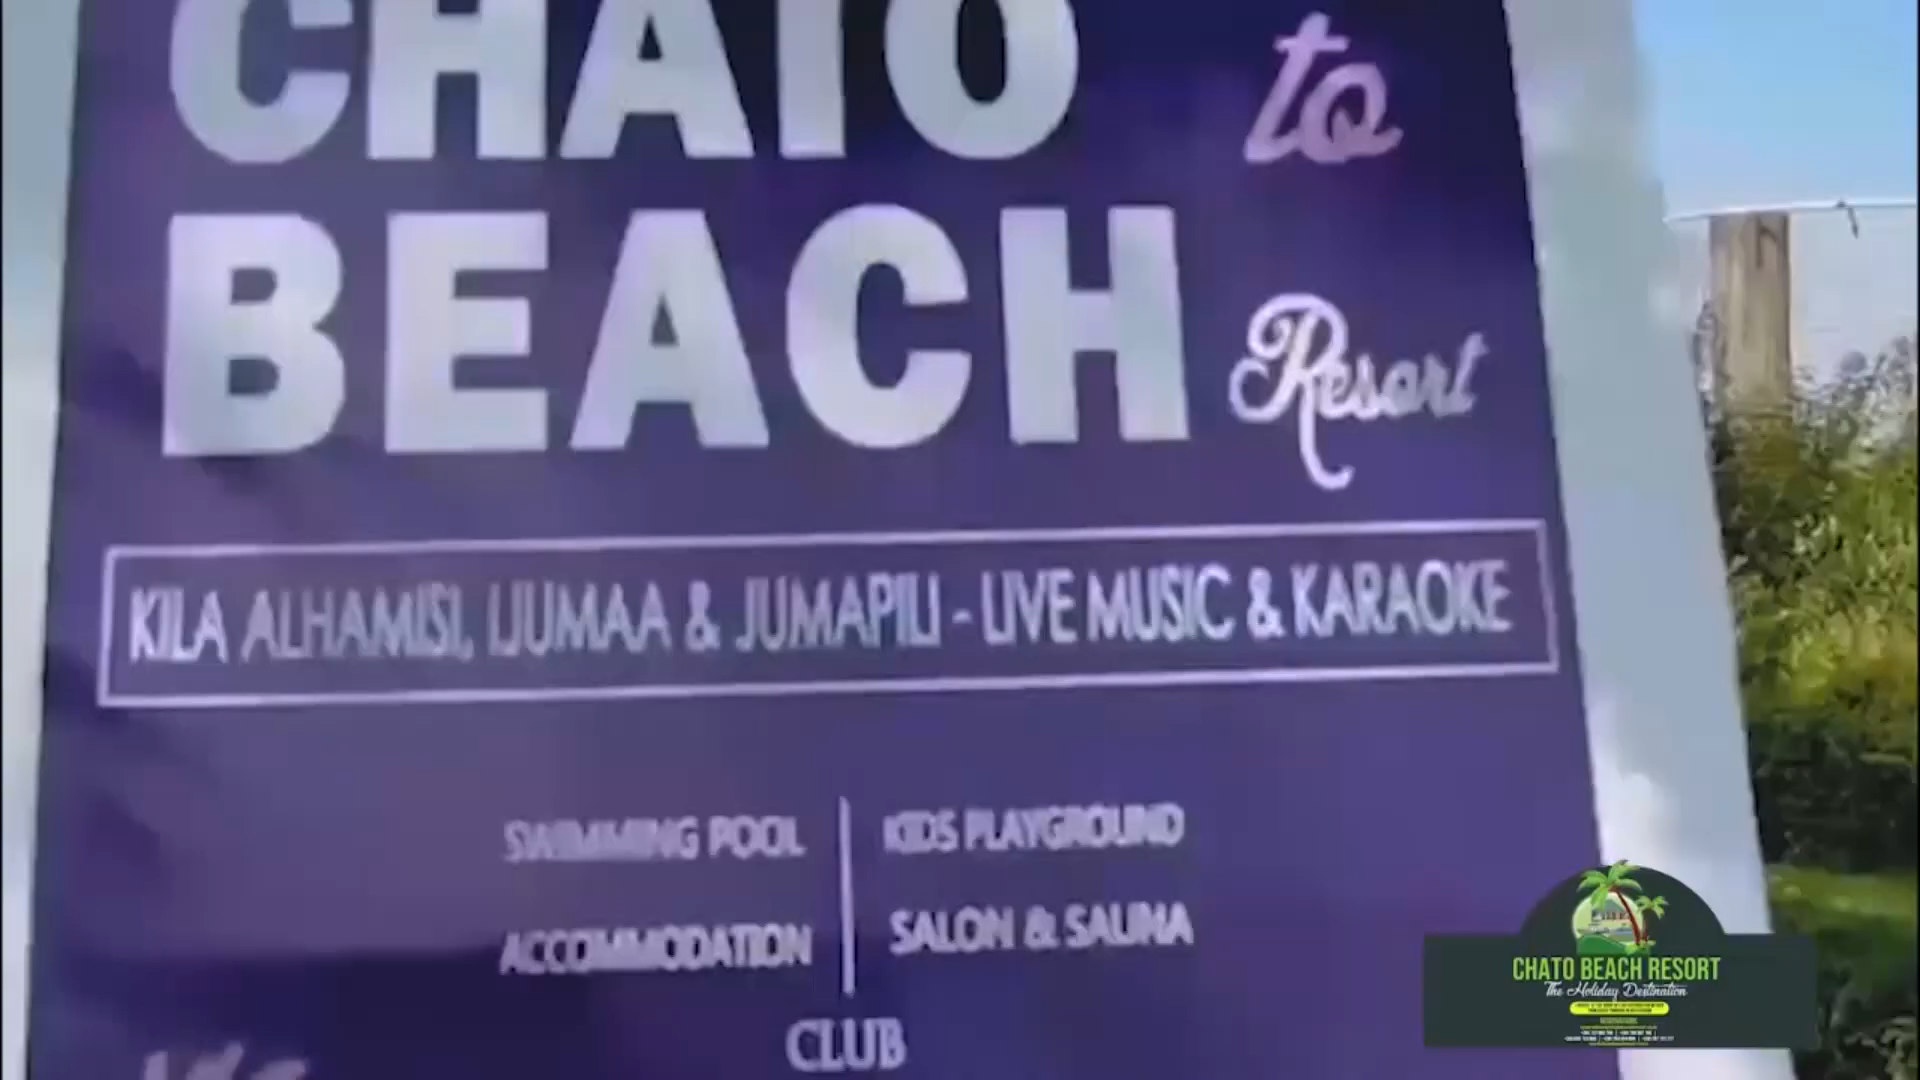 CHATO to
BEACH Resort
KILA ALHAMISI, IJUMAA & JUMAPILI - LIVE MUSIC & KARAOKE
SWIMMING POOL
KIDS PLAYGROUND
ACCOMMODATION
SALON & SAUNA
CLUB
CHATO BEACH RESORT
The Holiday Destination